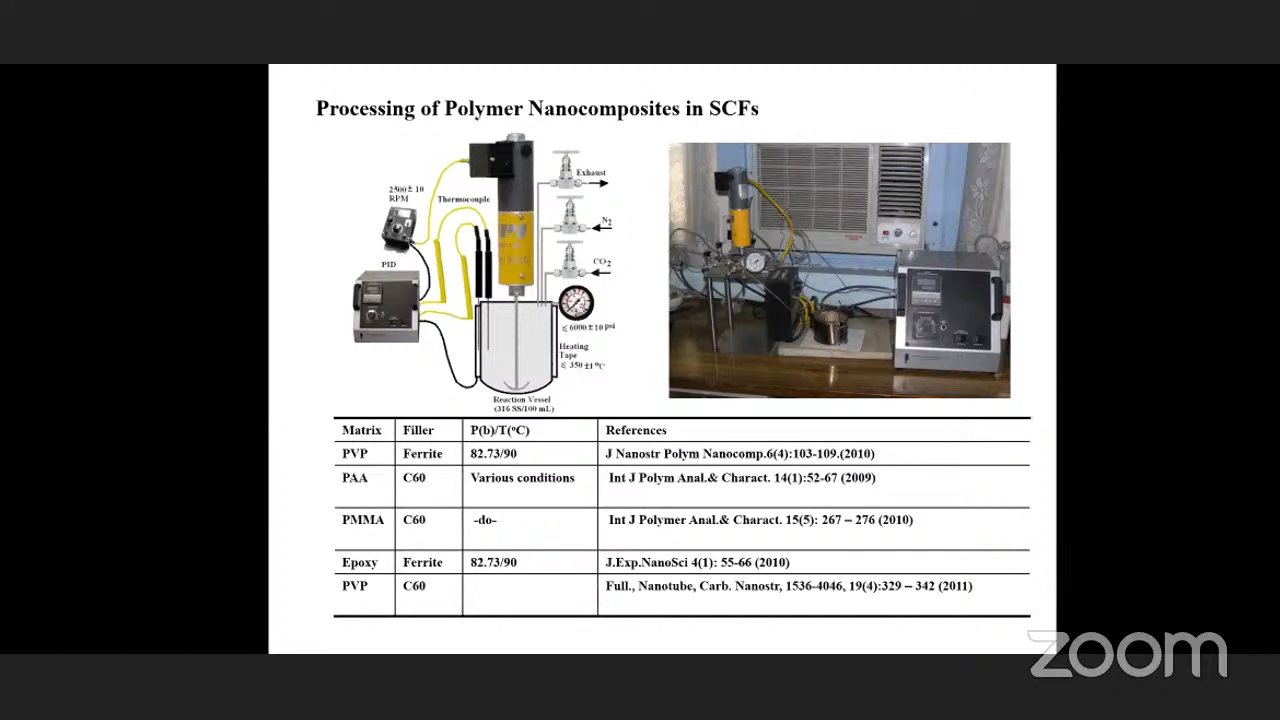 Processing of Polymer Nanocomposites in SCFs
Exhaust
2500± 10
RPM
Thermocouple
N2
PID
CO2
⩽ 6000±10 psi
Heating
Tape
⩽ 350±1 °C
Reaction Vessel
(316 SS/100 mL)
Matrix Filler P(b)/T(°C) References
PVP Ferrite 82.73/90 J Nanostr Polym Nanocomp.6(4):103-109.(2010)
PAA C60 Various conditions Int J Polym Anal.& Charact. 14(1):52-67 (2009)
PMMA C60 -do- Int J Polymer Anal.& Charact. 15(5): 267 – 276 (2010)
Epoxy Ferrite 82.73/90 J.Exp.NanoSci 4(1): 55-66 (2010)
PVP C60 Full., Nanotube, Carb. Nanostr, 1536-4046, 19(4):329 – 342 (2011)
zoom